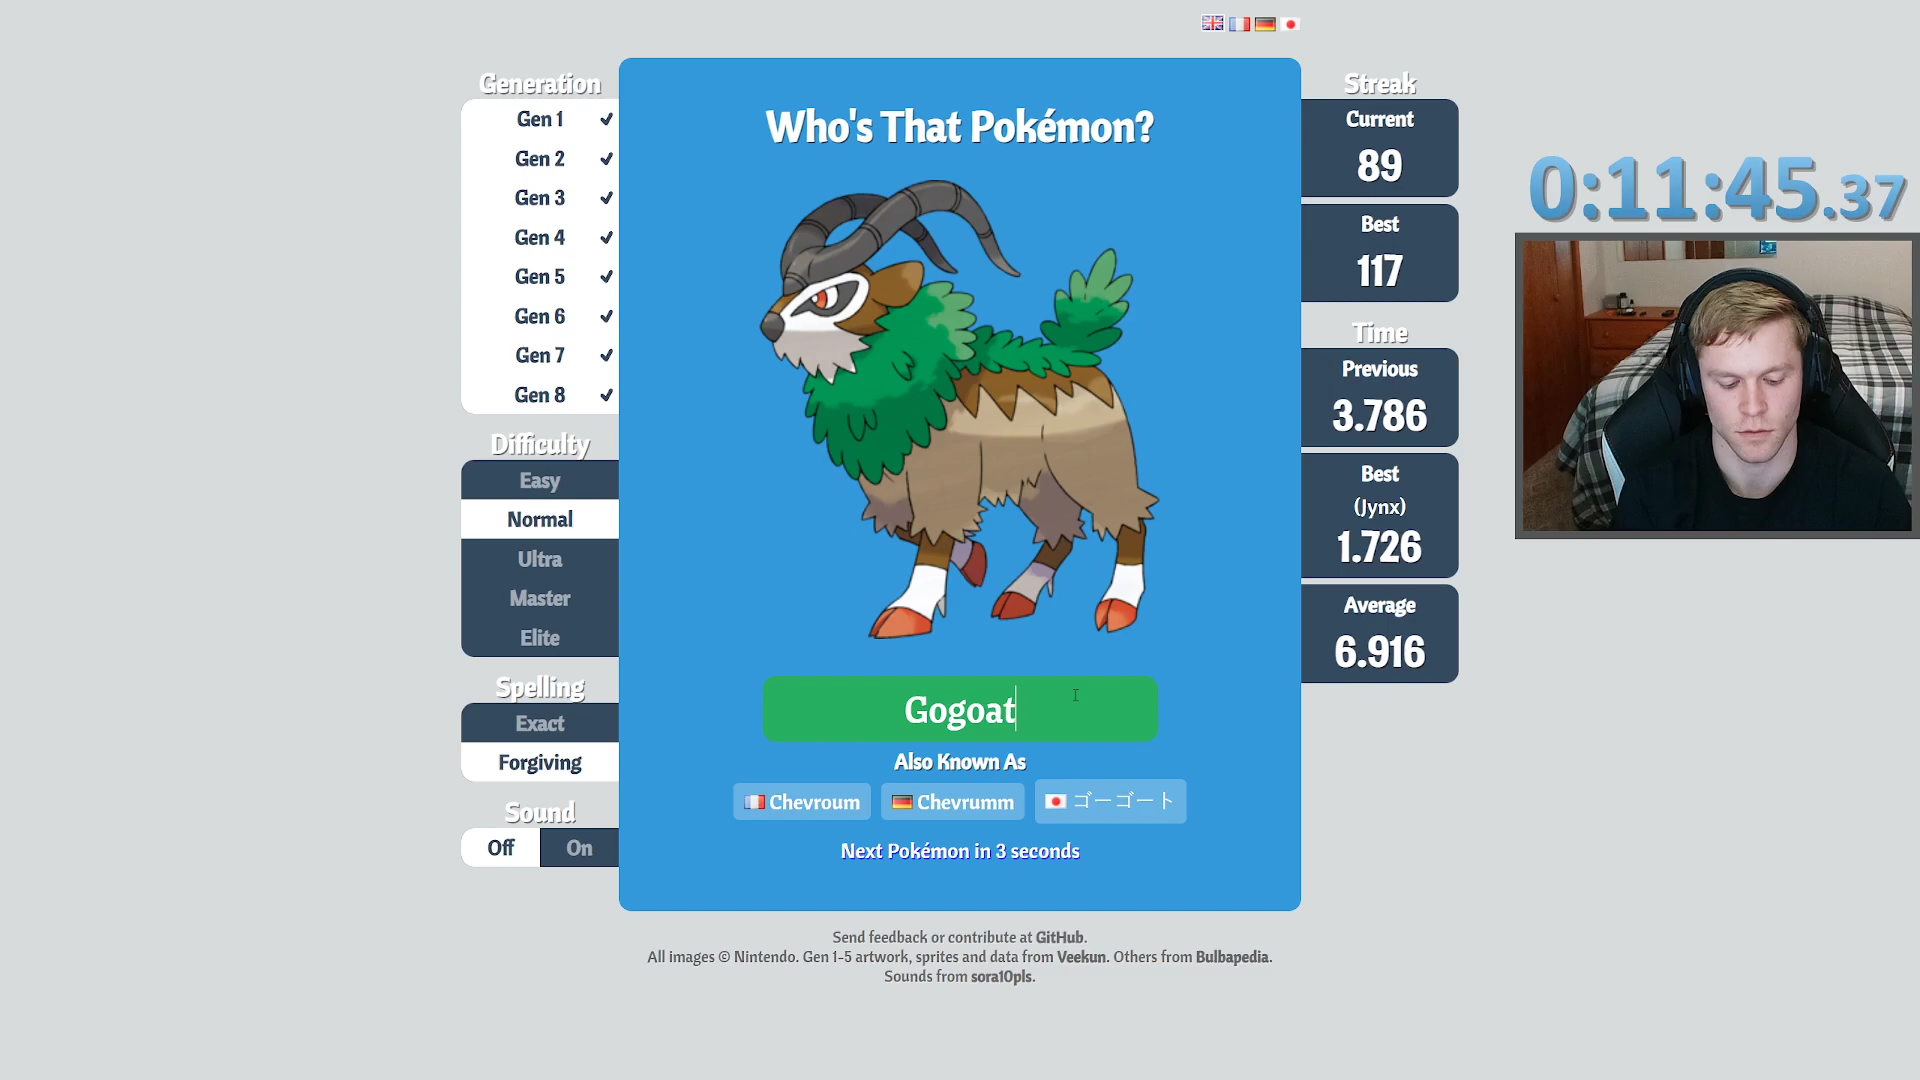 Generation
Gen 1
Gen 2
Gen 3
Gen 4
Gen 5
Gen 6
Gen 7
Gen 8
Difficulty
Easy
Normal
Ultra
Master
Elite
Spelling
Exact
Forgiving
Sound
Off
On
Who's That Pokémon?
Gogoat
Also Known As
Chevroum
Chevrumm
ゴーゴート
Next Pokémon in 3 seconds
Streak
Current
89
Best
117
Time
Previous
3.786
Best
(Jynx)
1.726
Average
6.916
0:11:45.37
Send feedback or contribute at GitHub.
All images © Nintendo. Gen 1-5 artwork, sprites and data from Veekun. Others from Bulbapedia.
Sounds from sora10pls.